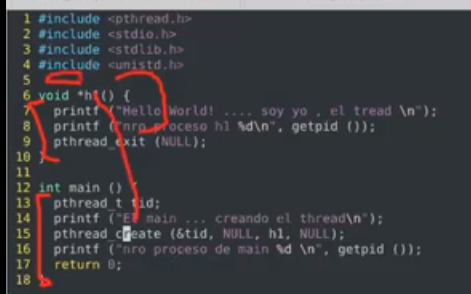 1 #include <pthread.h>
2 #include <stdio.h>
3 #include <stdlib.h>
4 #include <unistd.h>
5
6 void *h1() {
7 printf ("Hello World! .... soy yo , el tread \n");
8 printf ("nro proceso h1 %d\n", getpid ());
9 pthread_exit (NULL);
10 }
11
12 int main () {
13 pthread_t tid;
14 printf ("El main ... creando el thread\n");
15 pthread_create (&tid, NULL, h1, NULL);
16 printf ("nro proceso de main %d \n", getpid ());
17 return 0;
18